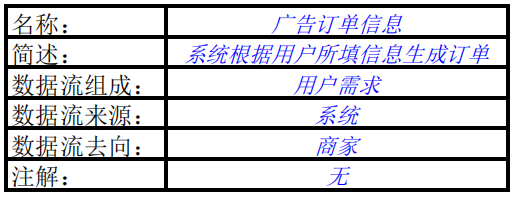 名称： 广告订单信息
简述： 系统根据用户所填信息生成订单
数据流组成： 用户需求
数据流来源： 系统
数据流去向： 商家
注解： 无